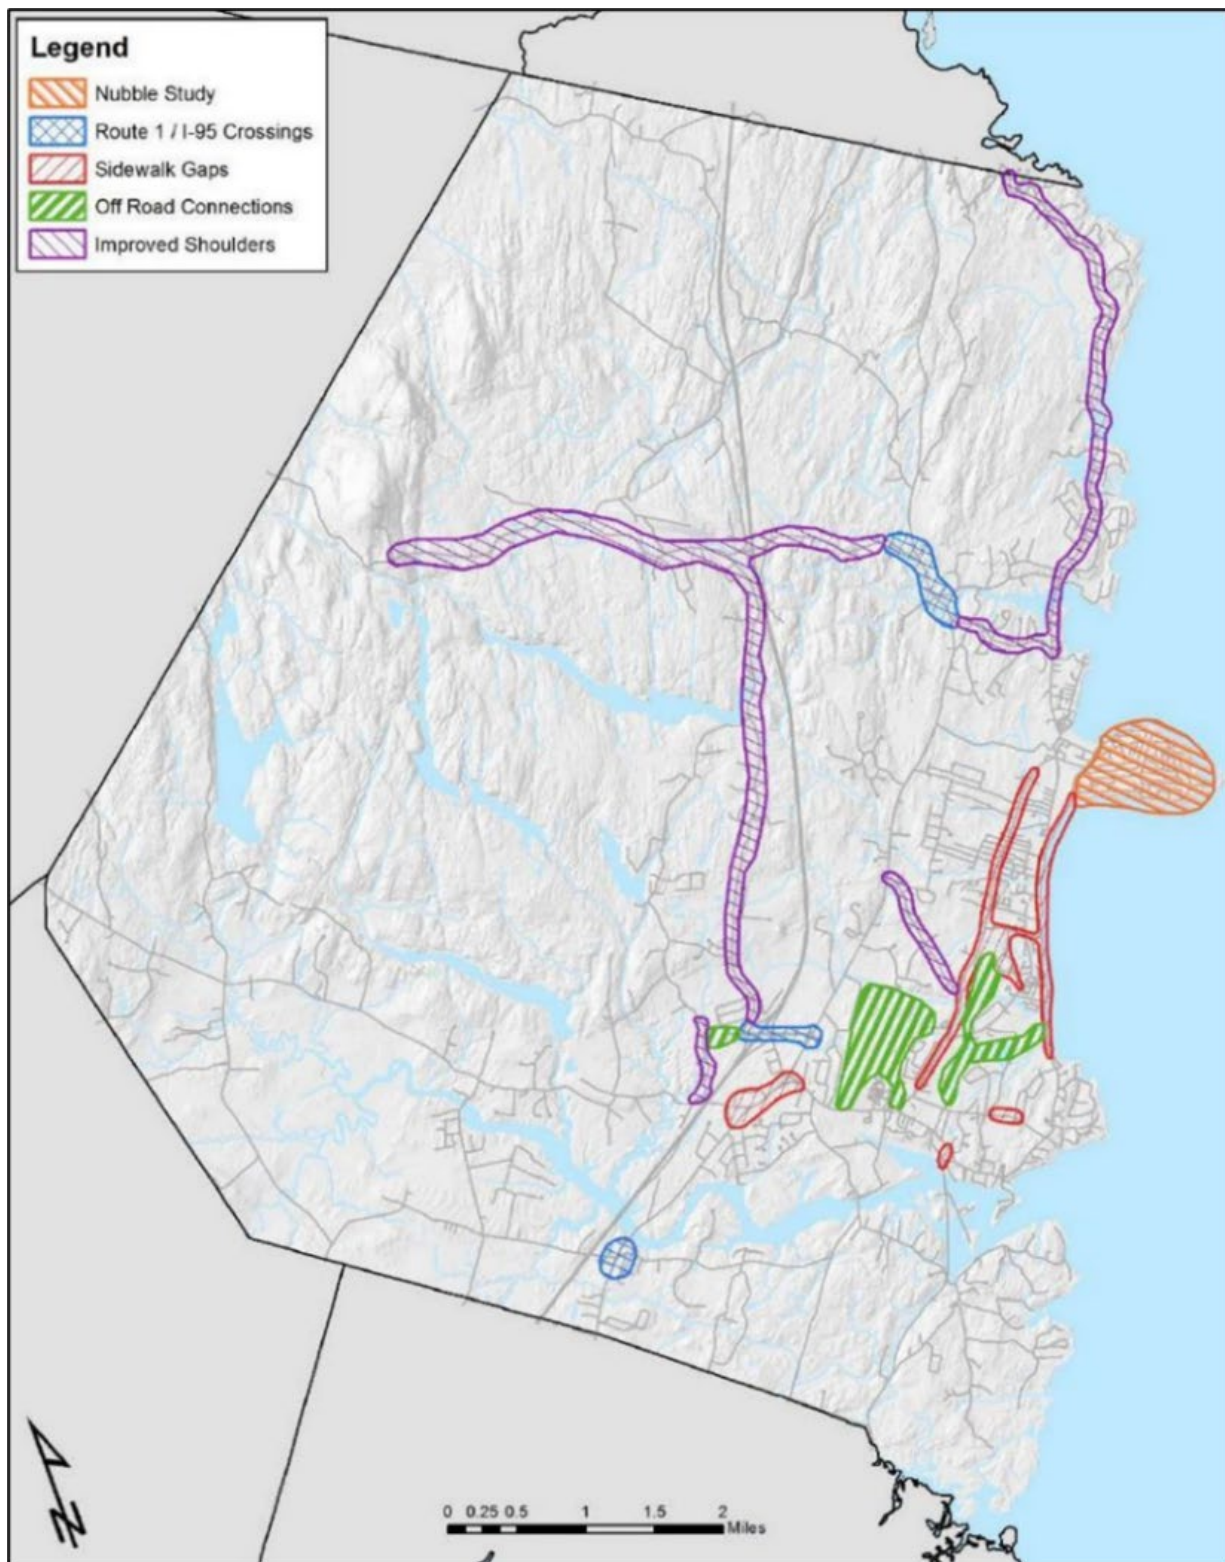 Legend
Nubble Study
Route 1 / I-95 Crossings
Sidewalk Gaps
Off Road Connections
Improved Shoulders
N
0 0.25 0.5 1 1.5 2
Miles